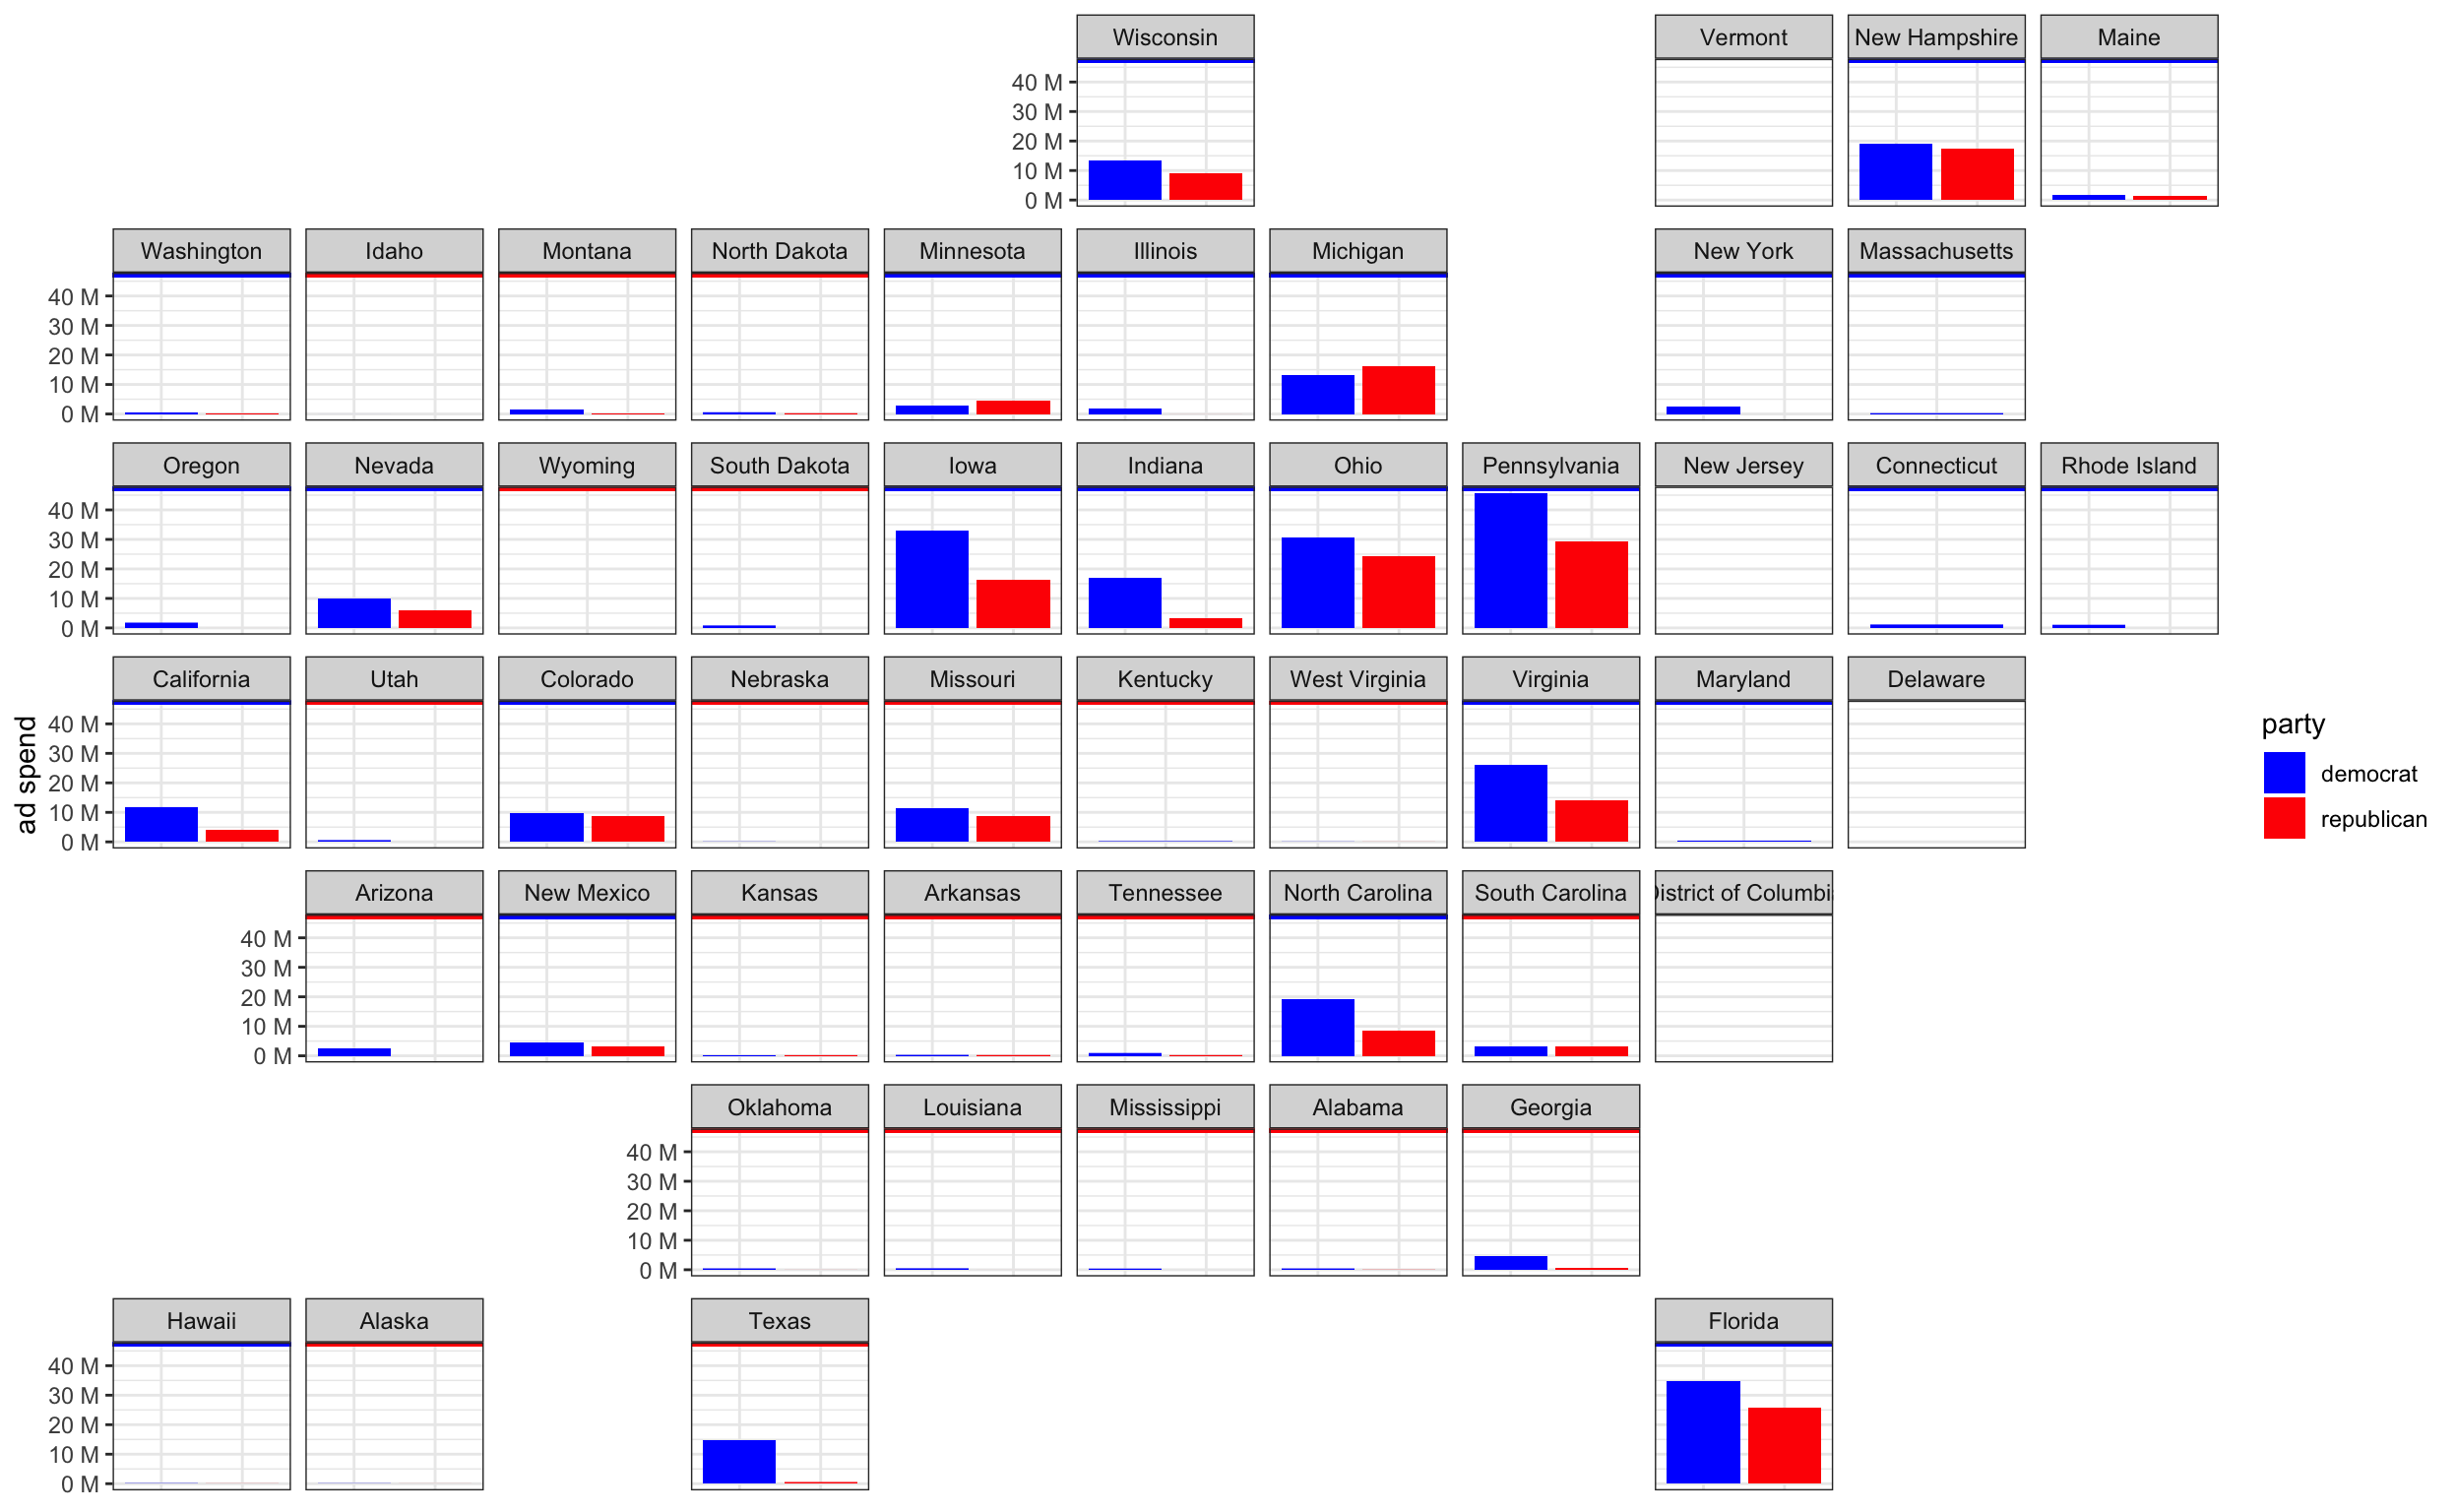 Wisconsin
Vermont
New Hampshire
Maine
40 M
30 M
20 M
10 M
0 M
Washington
Idaho
Montana
North Dakota
Minnesota
Illinois
Michigan
New York
Massachusetts
40 M
30 M
20 M
10 M
0 M
Oregon
Nevada
Wyoming
South Dakota
Iowa
Indiana
Ohio
Pennsylvania
New Jersey
Connecticut
Rhode Island
40 M
30 M
20 M
10 M
0 M
California
Utah
Colorado
Nebraska
Missouri
Kentucky
West Virginia
Virginia
Maryland
Delaware
40 M
30 M
20 M
10 M
0 M
ad spend
party
democrat
republican
Arizona
New Mexico
Kansas
Arkansas
Tennessee
North Carolina
South Carolina
District of Columbi
40 M
30 M
20 M
10 M
0 M
Oklahoma
Louisiana
Mississippi
Alabama
Georgia
40 M
30 M
20 M
10 M
0 M
Hawaii
Alaska
Texas
Florida
40 M
30 M
20 M
10 M
0 M